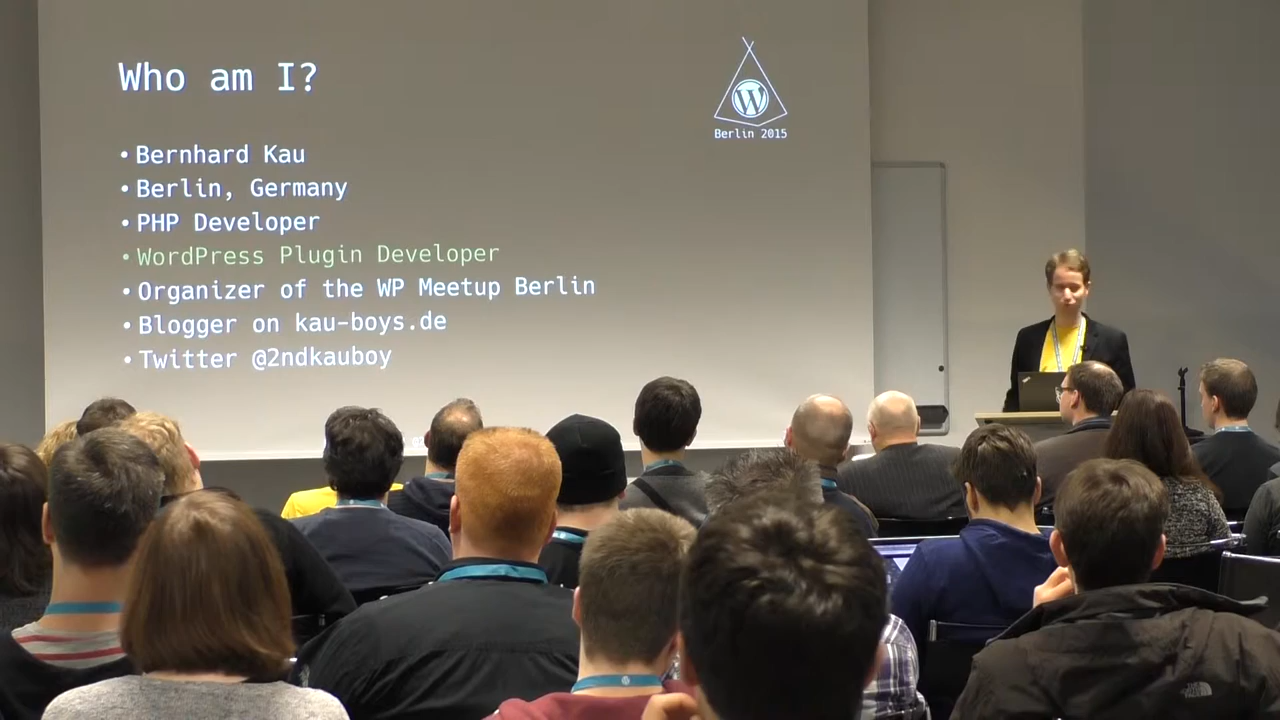 Who am I?
• Bernhard Kau
• Berlin, Germany
• PHP Developer
• WordPress Plugin Developer
• Organizer of the WP Meetup Berlin
• Blogger on kau-boys.de
• Twitter @2ndkauboy
W
Berlin 2015